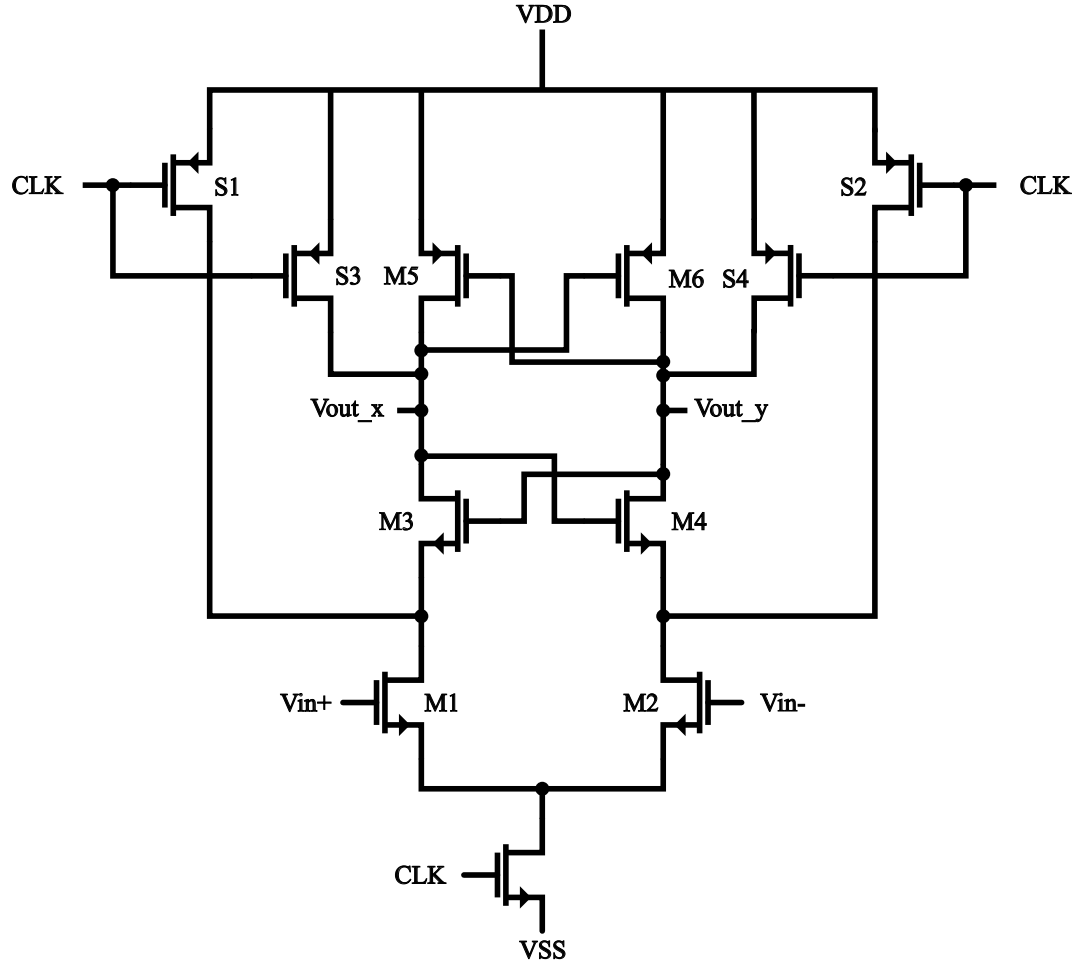 VDD
CLK
S1
S2
CLK
S3
M5
M6
S4
Vout_x
Vout_y
M3
M4
Vin+
M1
M2
Vin-
CLK
VSS